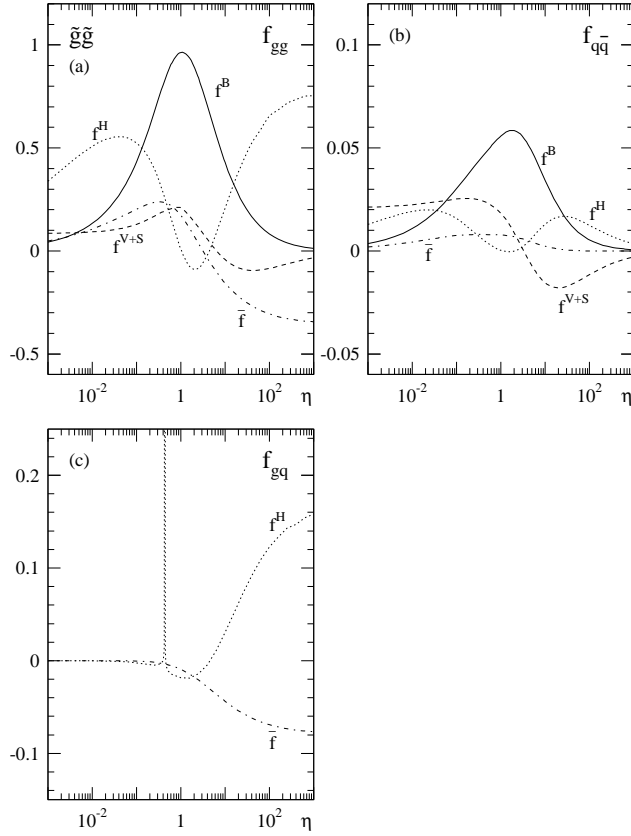 g̃g̃ f_gg
(a)
f^B
f^H
f^V+S
f̄
1
0.5
0
-0.5
10^-2 1 10^2 η
(b) f_qq̄
f^B
f^H
f̄
f^V+S
0.1
0.05
0
-0.05
10^-2 1 10^2 η
(c) f_gq
f^H
f̄
0.2
0.1
0
-0.1
10^-2 1 10^2 η